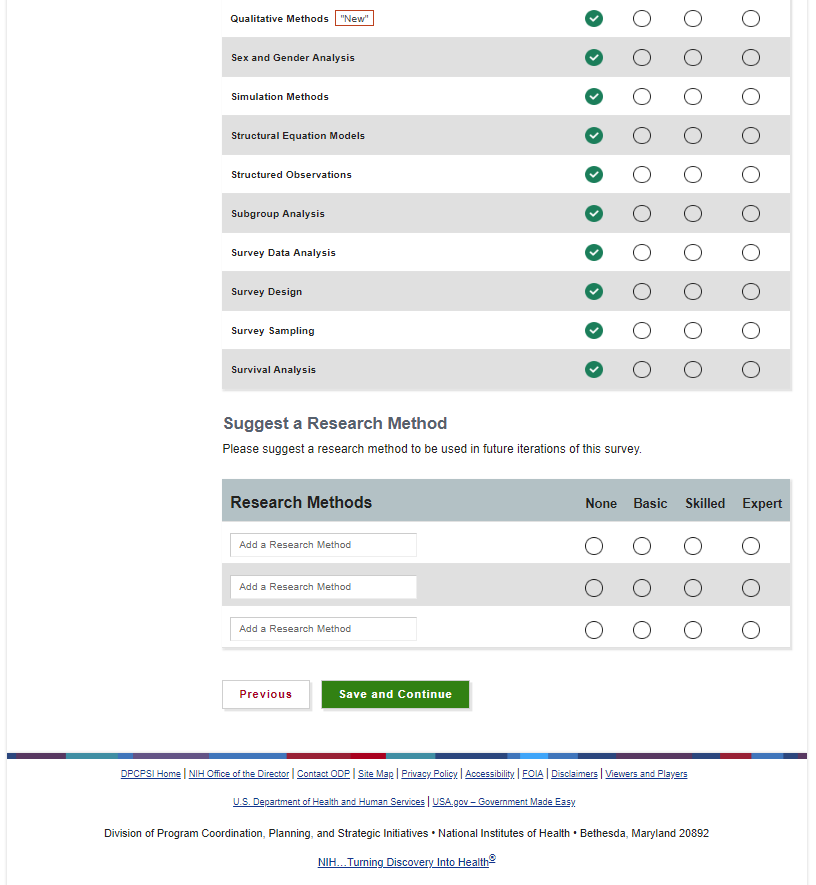 Qualitative Methods "New"
Sex and Gender Analysis
Simulation Methods
Structural Equation Models
Structured Observations
Subgroup Analysis
Survey Data Analysis
Survey Design
Survey Sampling
Survival Analysis
Suggest a Research Method
Please suggest a research method to be used in future iterations of this survey.
Research Methods None Basic Skilled Expert
Add a Research Method
Add a Research Method
Add a Research Method
Previous Save and Continue
DPCPSI Home | NIH Office of the Director | Contact ODP | Site Map | Privacy Policy | Accessibility | FOIA | Disclaimers | Viewers and Players
U.S. Department of Health and Human Services | USA.gov – Government Made Easy
Division of Program Coordination, Planning, and Strategic Initiatives • National Institutes of Health • Bethesda, Maryland 20892
NIH…Turning Discovery Into Health®